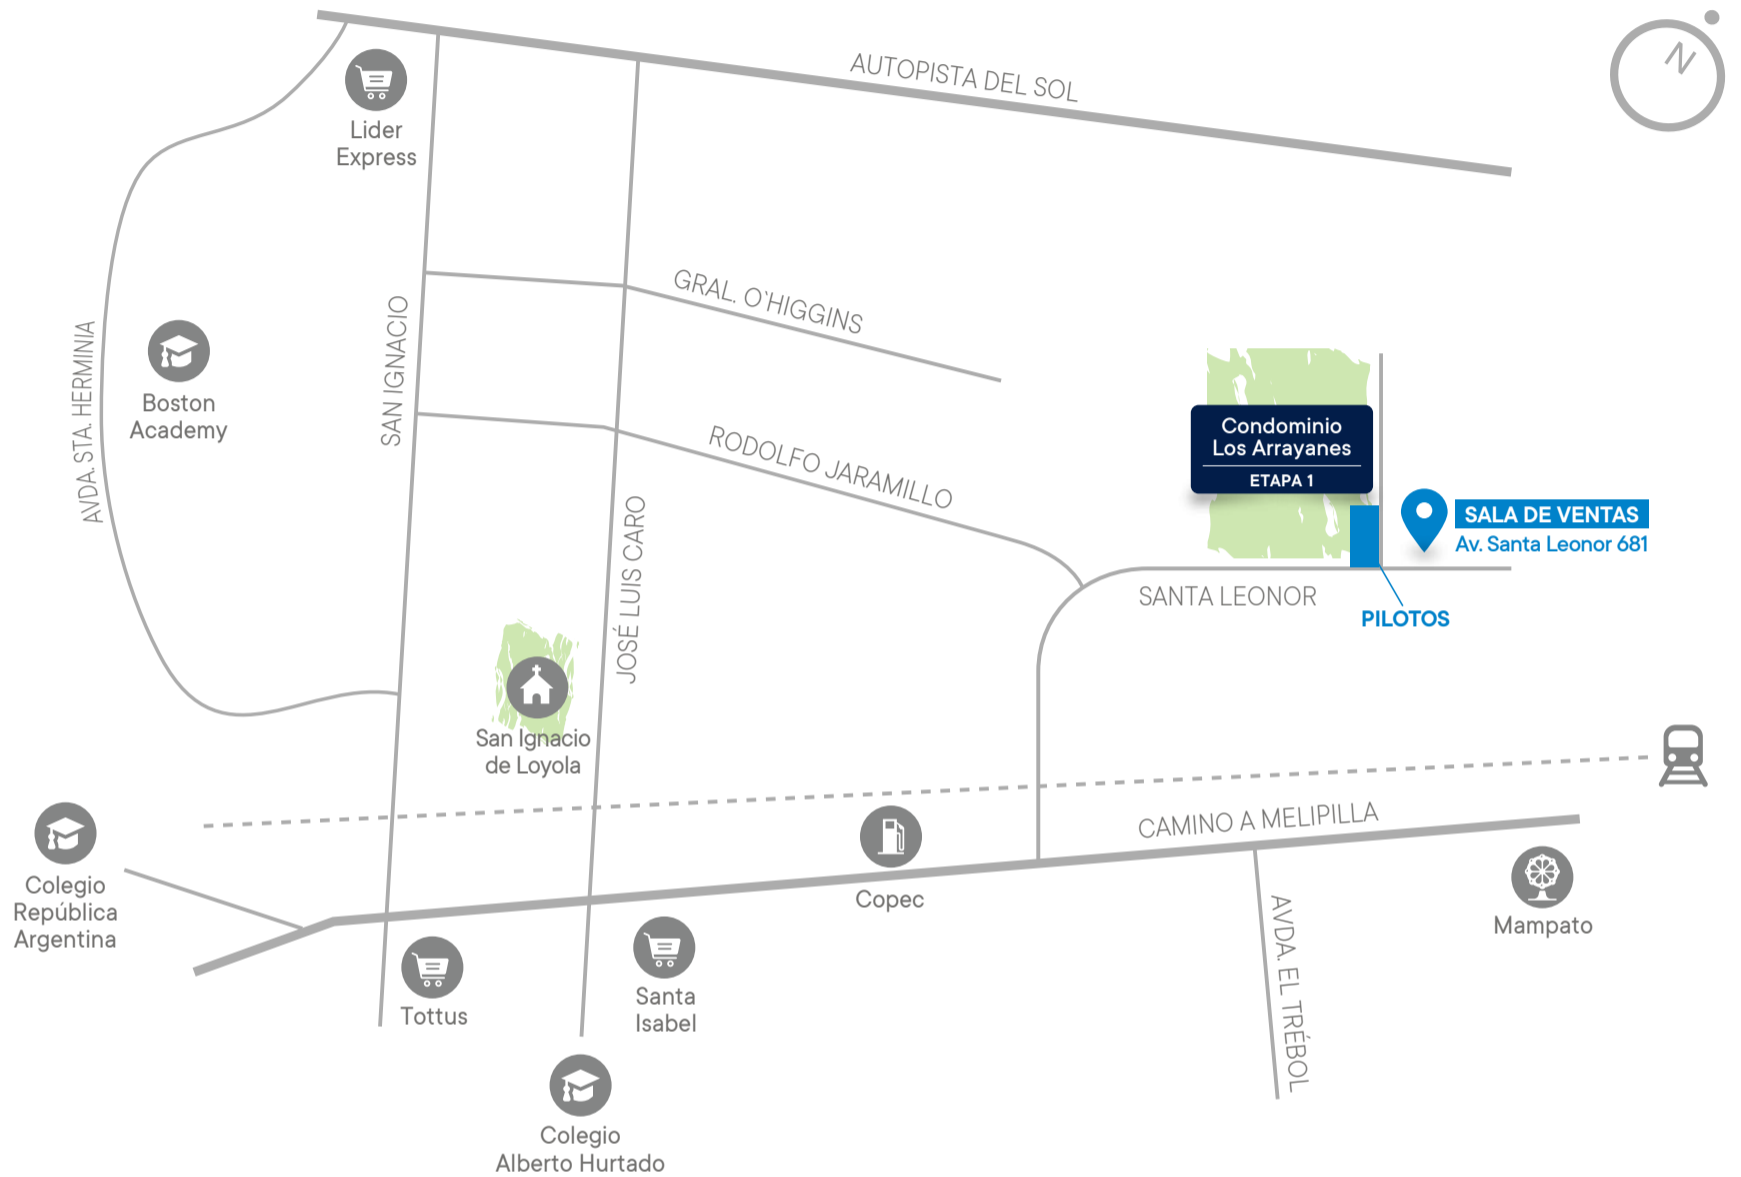 N
AUTOPISTA DEL SOL
Lider
Express
GRAL. O`HIGGINS
SAN IGNACIO
AVDA. STA. HERMINIA
Boston
Academy
RODOLFO JARAMILLO
Condominio
Los Arrayanes
ETAPA 1
SALA DE VENTAS
Av. Santa Leonor 681
JOSÉ LUIS CARO
SANTA LEONOR
PILOTOS
San Ignacio
de Loyola
CAMINO A MELIPILLA
Colegio
República
Argentina
Copec
Mampato
AVDA. EL TRÉBOL
Tottus
Santa
Isabel
Colegio
Alberto Hurtado